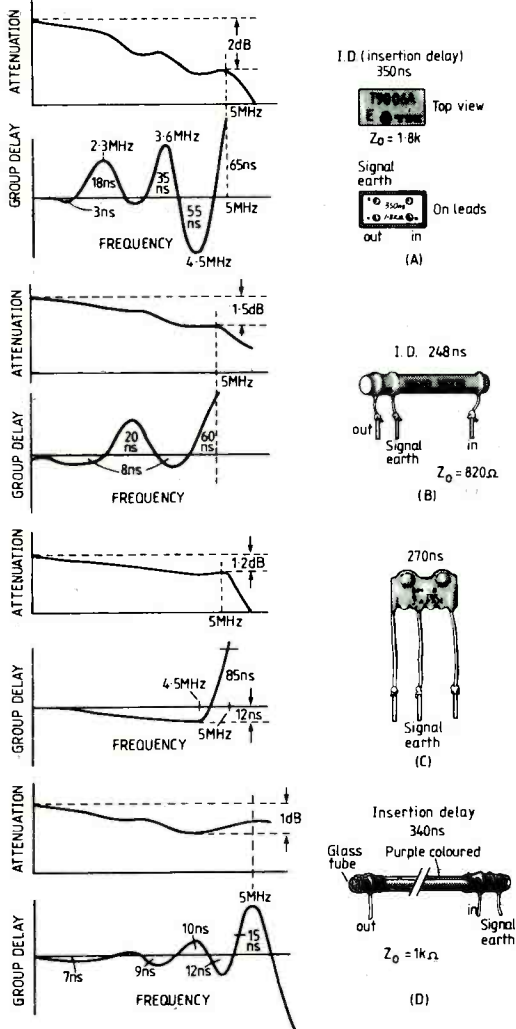 ATTENUATION
2dB
5MHz
GROUP DELAY
2·3MHz
3·6MHz
18ns
35
ns
55
ns
65ns
3ns
5MHz
FREQUENCY
4·5MHz
I.D (insertion delay)
350ns
Top view
Z₀ = 1·8k
Signal
earth
350ns
1·8KΩ
On leads
out in
(A)
ATTENUATION
1·5dB
5MHz
GROUP DELAY
20
ns
60
ns
8ns
FREQUENCY
I.D. 248ns
out
Signal
earth
in
Z₀ = 820Ω
(B)
ATTENUATION
1·2dB
5MHz
GROUP DELAY
4·5MHz
85ns
12ns
5MHz
FREQUENCY
270ns
Signal
earth
(C)
ATTENUATION
1dB
5MHz
GROUP DELAY
10ns
15
ns
7ns
9ns
12ns
FREQUENCY
Insertion delay
340ns
Glass
tube
Purple coloured
out
in
Signal
earth
Z₀ = 1kΩ
(D)